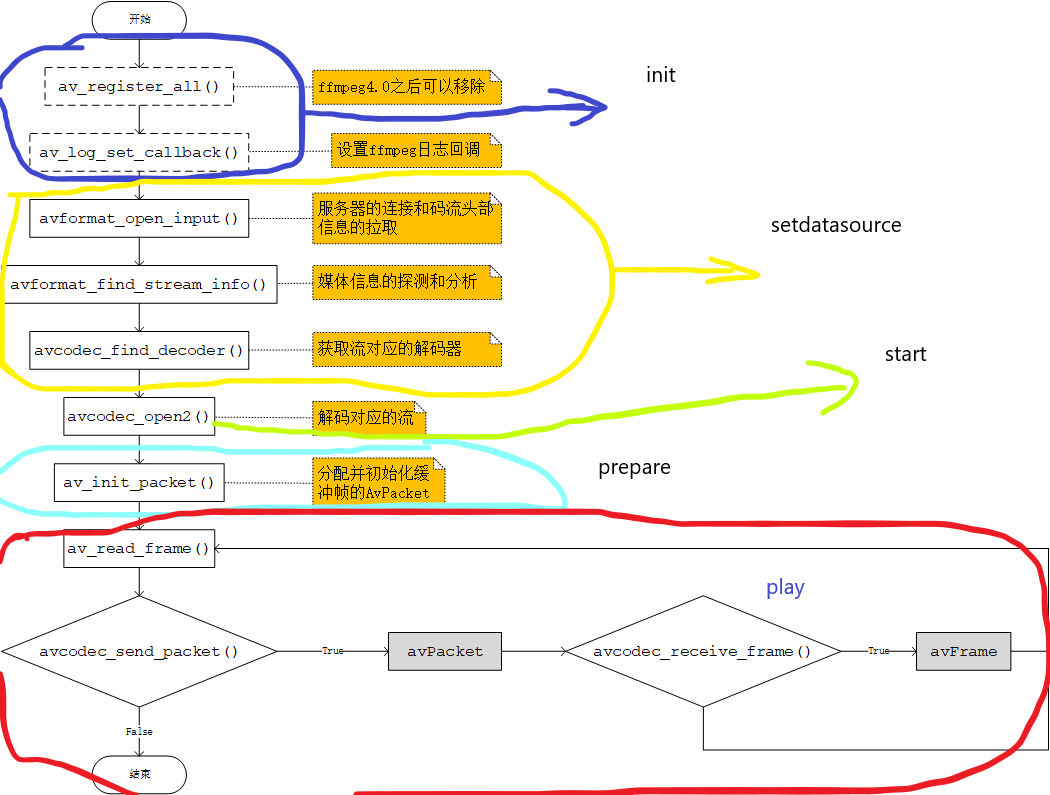 开始
init
av_register_all()
ffmpeg4.0之后可以移除
av_log_set_callback()
设置ffmpeg日志回调
avformat_open_input()
服务器的连接和码流头部
信息的拉取
setdatasource
avformat_find_stream_info()
媒体信息的探测和分析
avcodec_find_decoder()
获取流对应的解码器
start
avcodec_open2()
解码对应的流
prepare
av_init_packet()
分配并初始化缓
冲帧的AvPacket
av_read_frame()
play
avcodec_send_packet()
True
avPacket
avcodec_receive_frame()
True
avFrame
False
结束